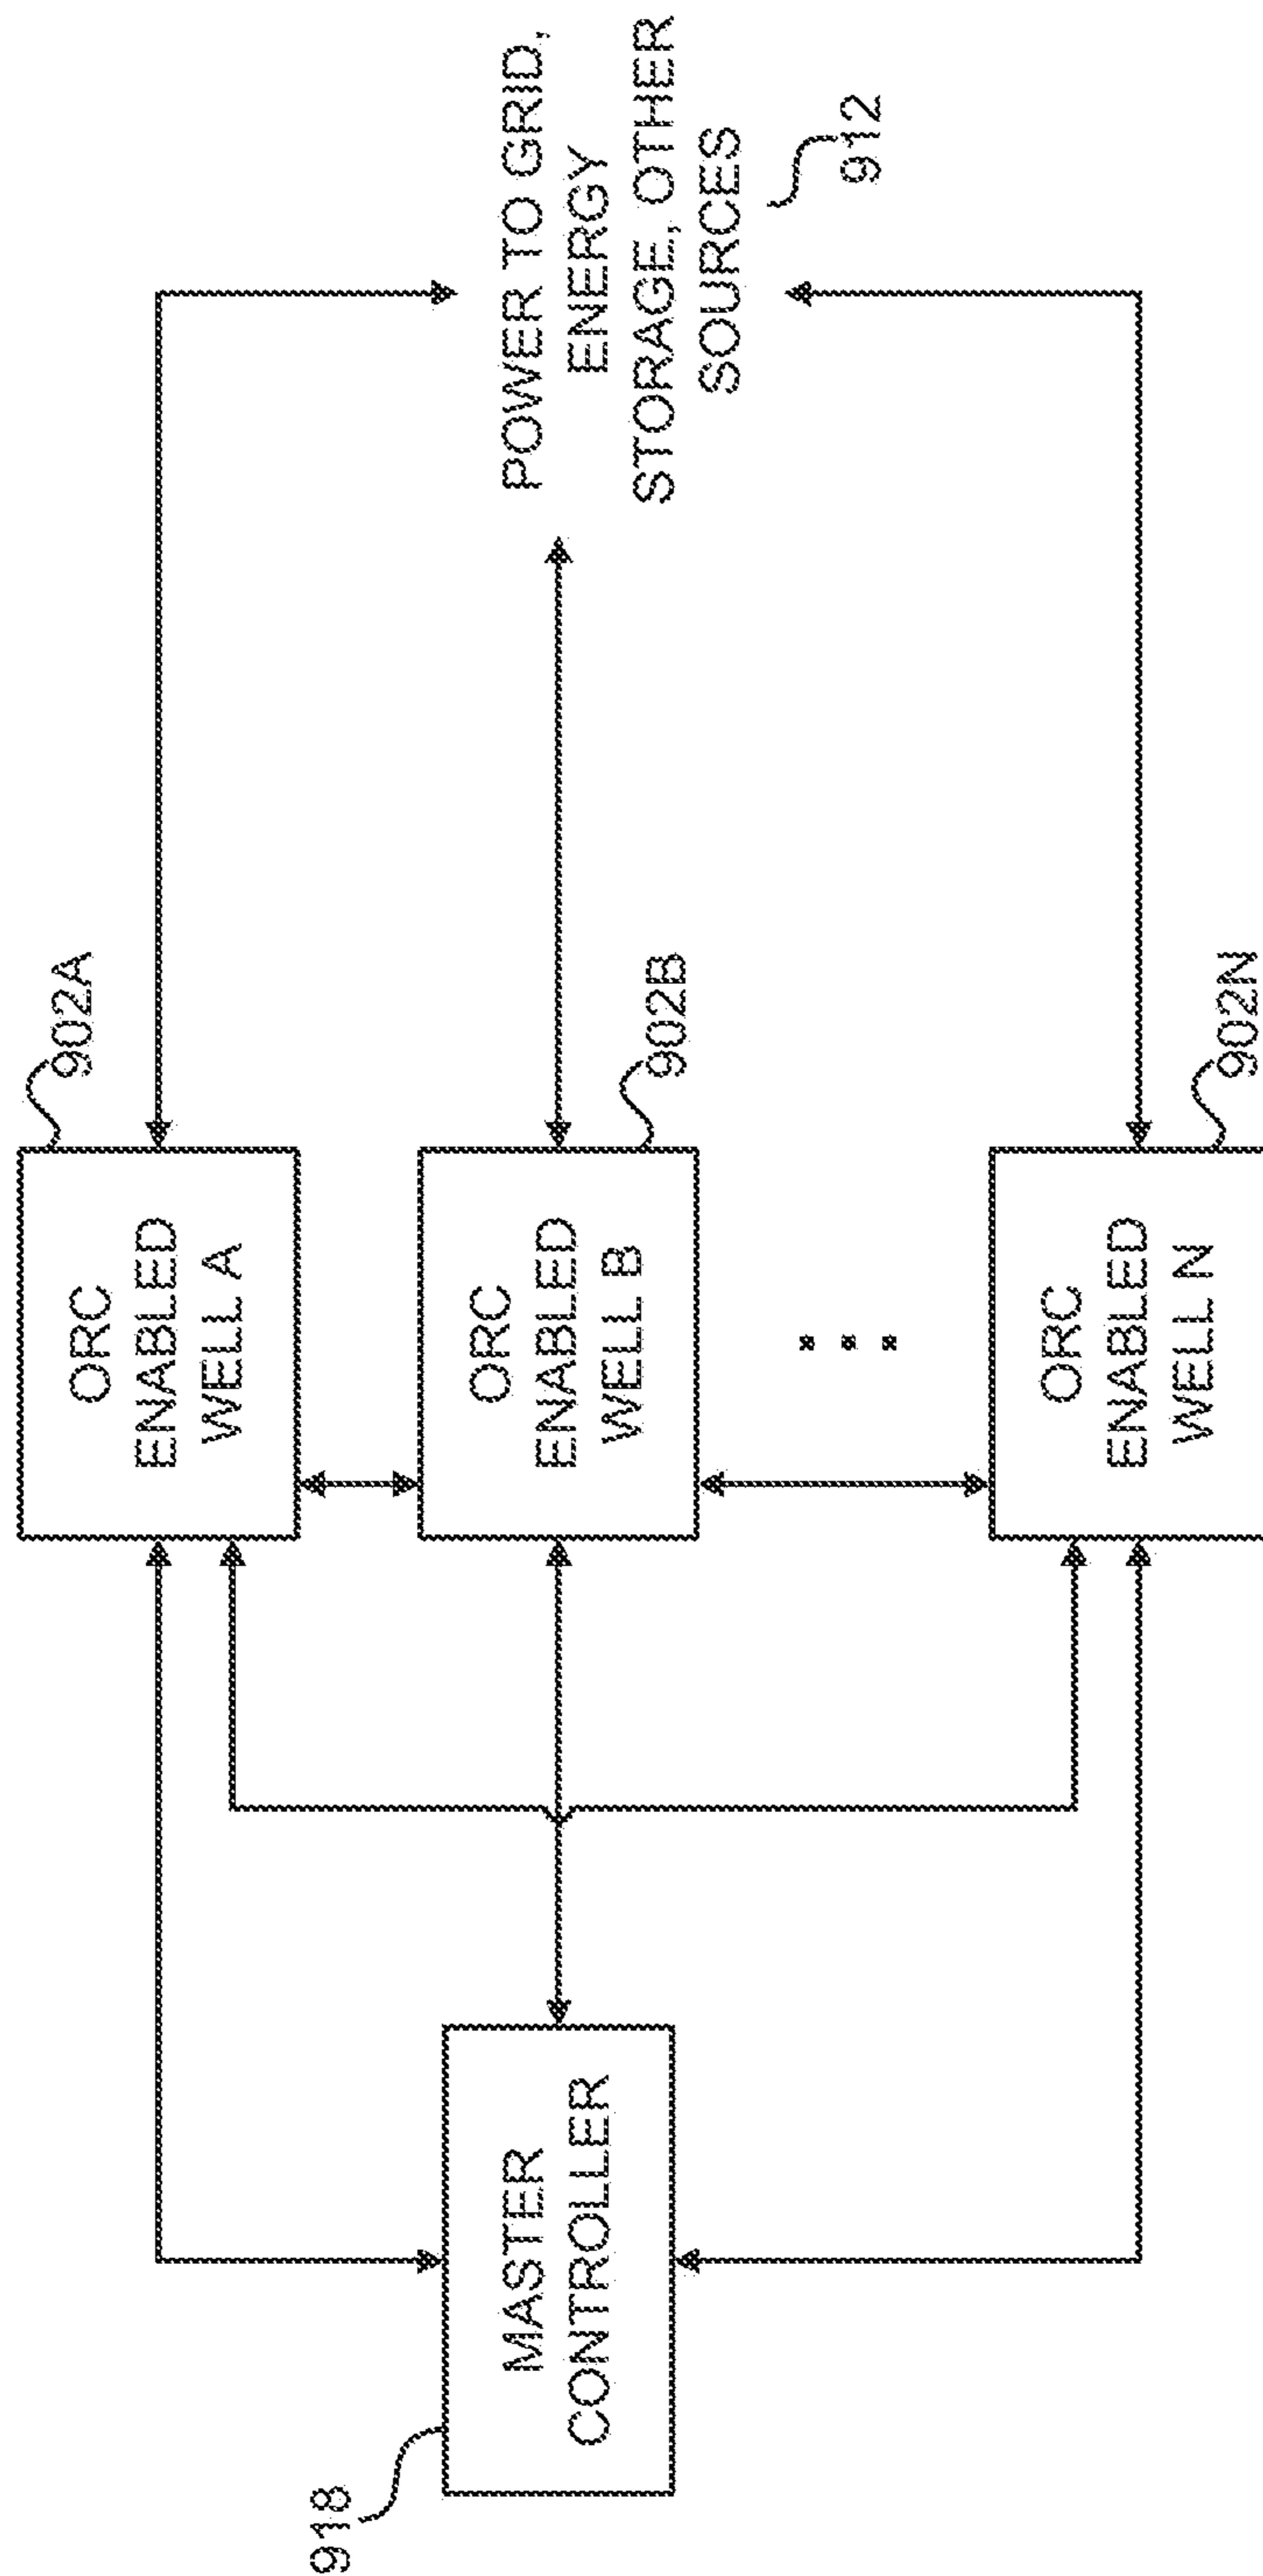 902A
ORC
ENABLED
WELL A
918
MASTER
CONTROLLER
902B
ORC
ENABLED
WELL B
POWER TO GRID,
ENERGY
STORAGE, OTHER
SOURCES
912
902N
ORC
ENABLED
WELL N